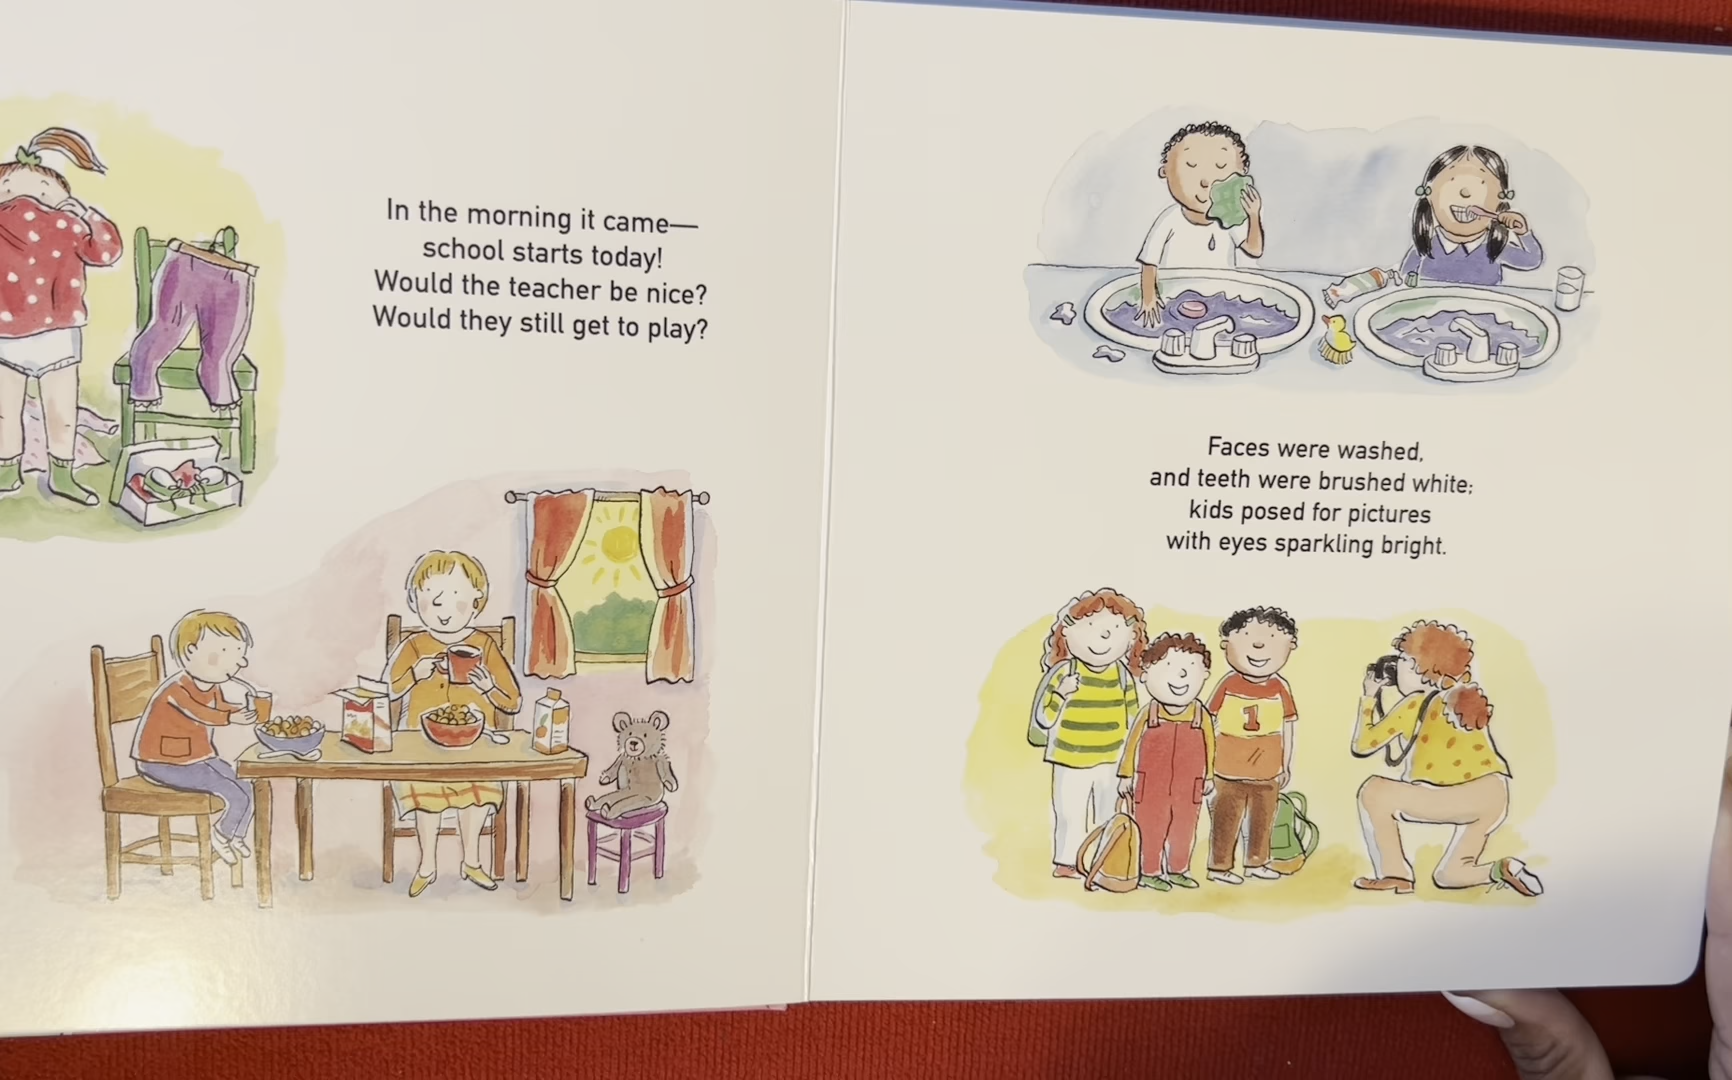 In the morning it came—
school starts today!
Would the teacher be nice?
Would they still get to play?
Faces were washed,
and teeth were brushed white;
kids posed for pictures
with eyes sparkling bright.
1